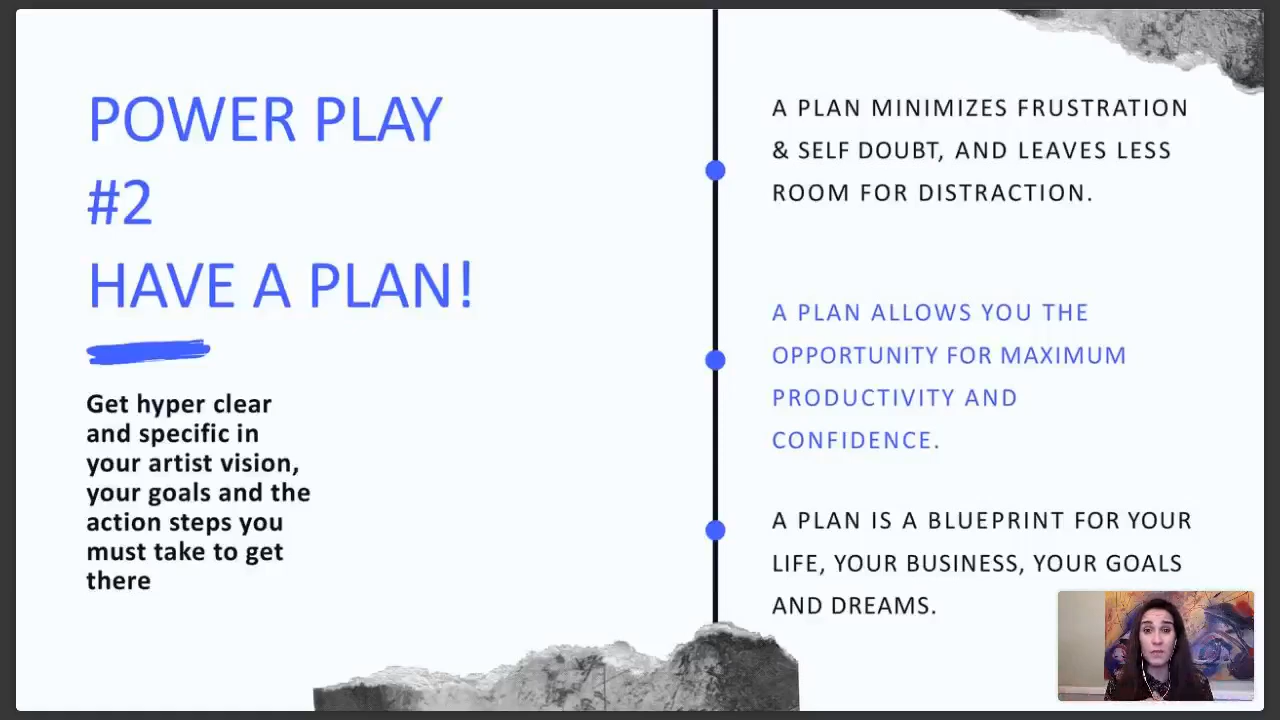 POWER PLAY
#2
HAVE A PLAN!
Get hyper clear
and specific in
your artist vision,
your goals and the
action steps you
must take to get
there
A PLAN MINIMIZES FRUSTRATION
& SELF DOUBT, AND LEAVES LESS
ROOM FOR DISTRACTION.
A PLAN ALLOWS YOU THE
OPPORTUNITY FOR MAXIMUM
PRODUCTIVITY AND
CONFIDENCE.
A PLAN IS A BLUEPRINT FOR YOUR
LIFE, YOUR BUSINESS, YOUR GOALS
AND DREAMS.